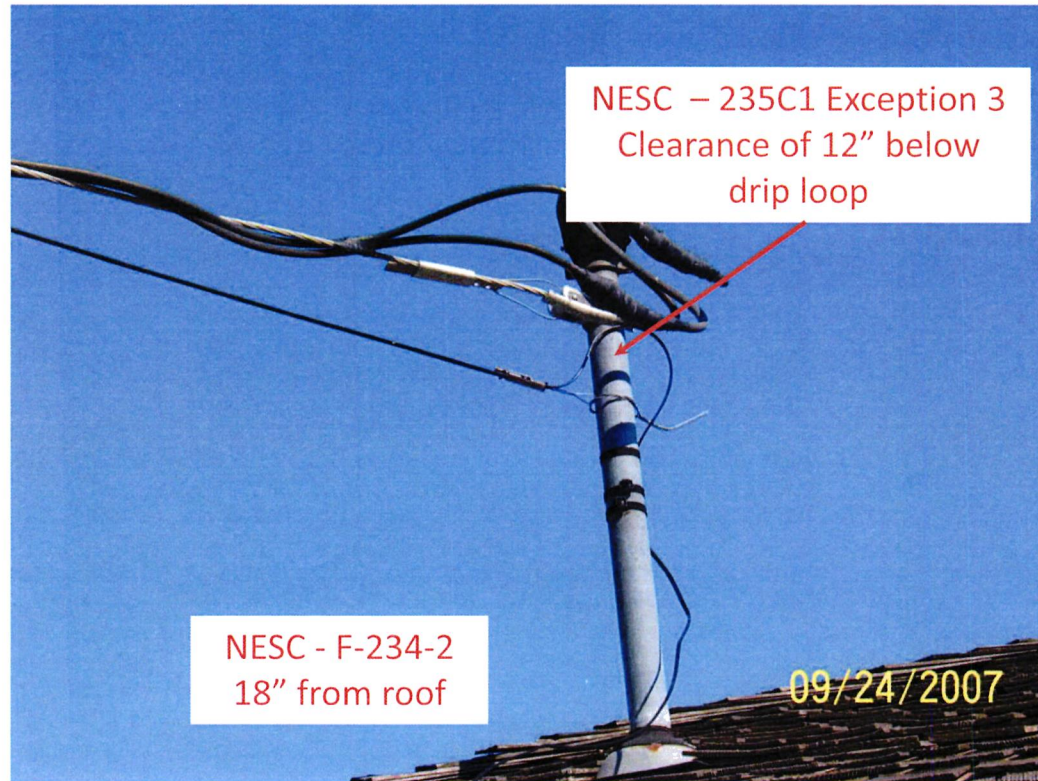 NESC – 235C1 Exception 3
Clearance of 12” below
drip loop
NESC - F-234-2
18” from roof
09/24/2007